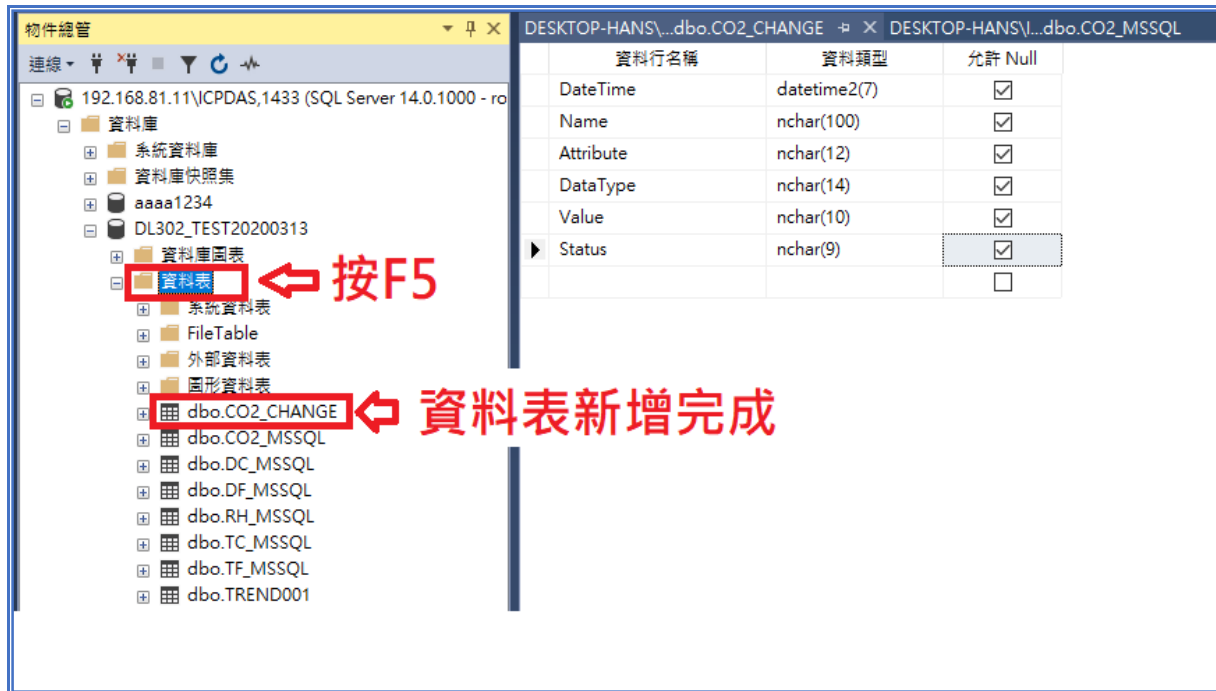 物件總管
連線
192.168.81.11\ICPDAS,1433 (SQL Server 14.0.1000 - ro
資料庫
系統資料庫
資料庫快照集
aaaa1234
DL302_TEST20200313
資料庫圖表
資料表
按F5
系統資料表
FileTable
外部資料表
圖形資料表
dbo.CO2_CHANGE
資料表新增完成
dbo.CO2_MSSQL
dbo.DC_MSSQL
dbo.DF_MSSQL
dbo.RH_MSSQL
dbo.TC_MSSQL
dbo.TF_MSSQL
dbo.TREND001
DESKTOP-HANS\...dbo.CO2_CHANGE DESKTOP-HANS\I...dbo.CO2_MSSQL
資料行名稱 資料類型 允許 Null
DateTime datetime2(7)
Name nchar(100)
Attribute nchar(12)
DataType nchar(14)
Value nchar(10)
Status nchar(9)